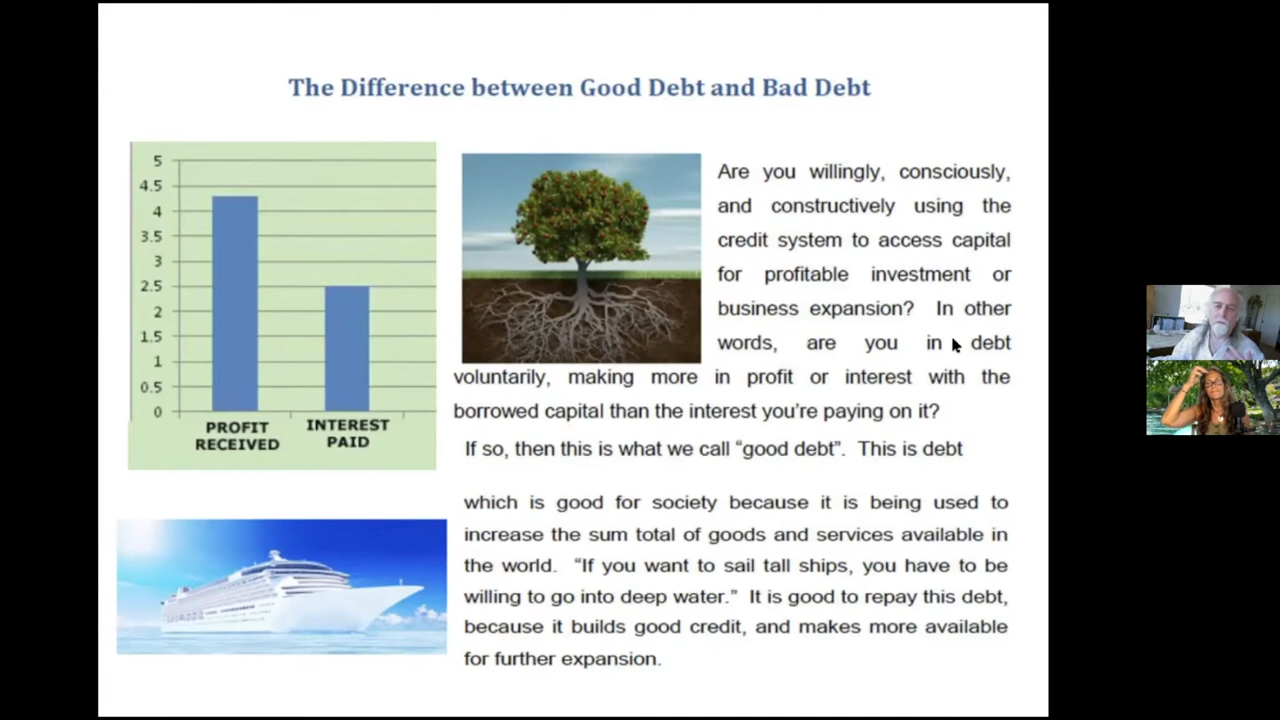 The Difference between Good Debt and Bad Debt
5
4.5
4
3.5
3
2.5
2
1.5
1
0.5
0
PROFIT
RECEIVED
INTEREST
PAID
Are you willingly, consciously,
and constructively using the
credit system to access capital
for profitable investment or
business expansion? In other
words, are you in debt
voluntarily, making more in profit or interest with the
borrowed capital than the interest you’re paying on it?
If so, then this is what we call “good debt”. This is debt
which is good for society because it is being used to
increase the sum total of goods and services available in
the world. “If you want to sail tall ships, you have to be
willing to go into deep water.” It is good to repay this debt,
because it builds good credit, and makes more available
for further expansion.